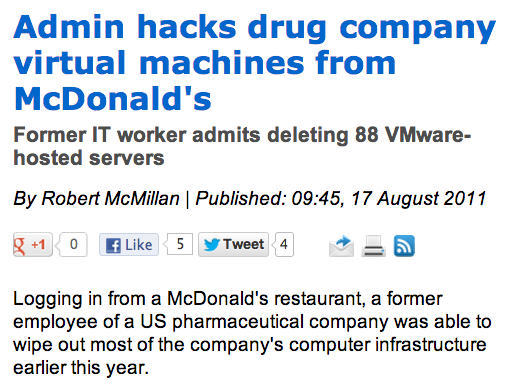 Admin hacks drug company
virtual machines from
McDonald's
Former IT worker admits deleting 88 VMware-
hosted servers
By Robert McMillan | Published: 09:45, 17 August 2011
g +1 0 f Like 5 Tweet 4
Logging in from a McDonald's restaurant, a former
employee of a US pharmaceutical company was able to
wipe out most of the company's computer infrastructure
earlier this year.